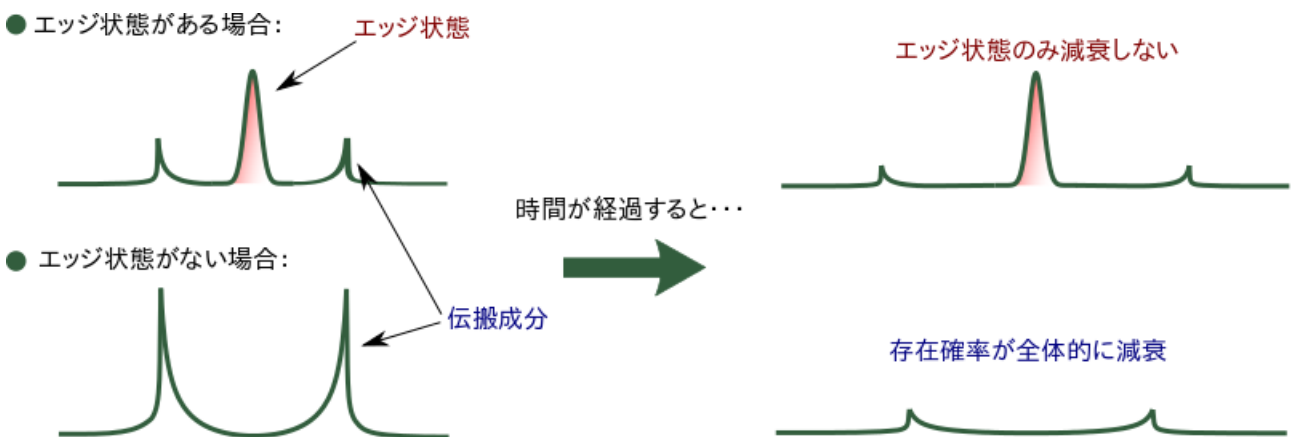 ● エッジ状態がある場合：
エッジ状態
エッジ状態のみ減衰しない
時間が経過すると・・・
● エッジ状態がない場合：
伝搬成分
存在確率が全体的に減衰